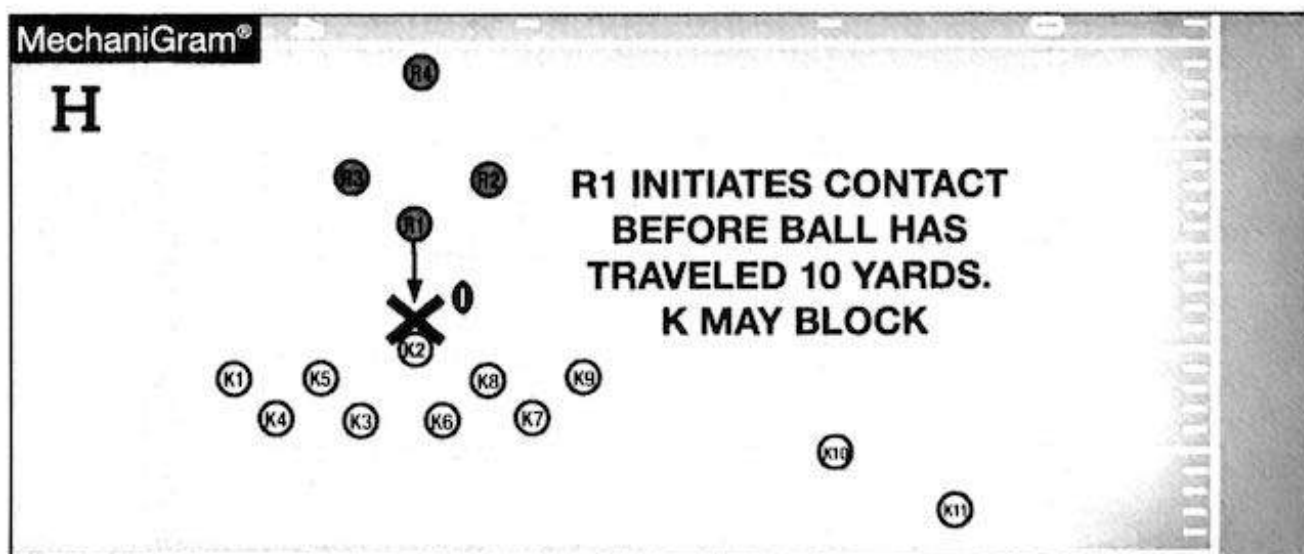 MechaniGram®
H
R4
R3
R2
R1
R1 INITIATES CONTACT
BEFORE BALL HAS
TRAVELED 10 YARDS.
K MAY BLOCK
K2
K1
K5
K8
K9
K4
K3
K6
K7
K10
K11